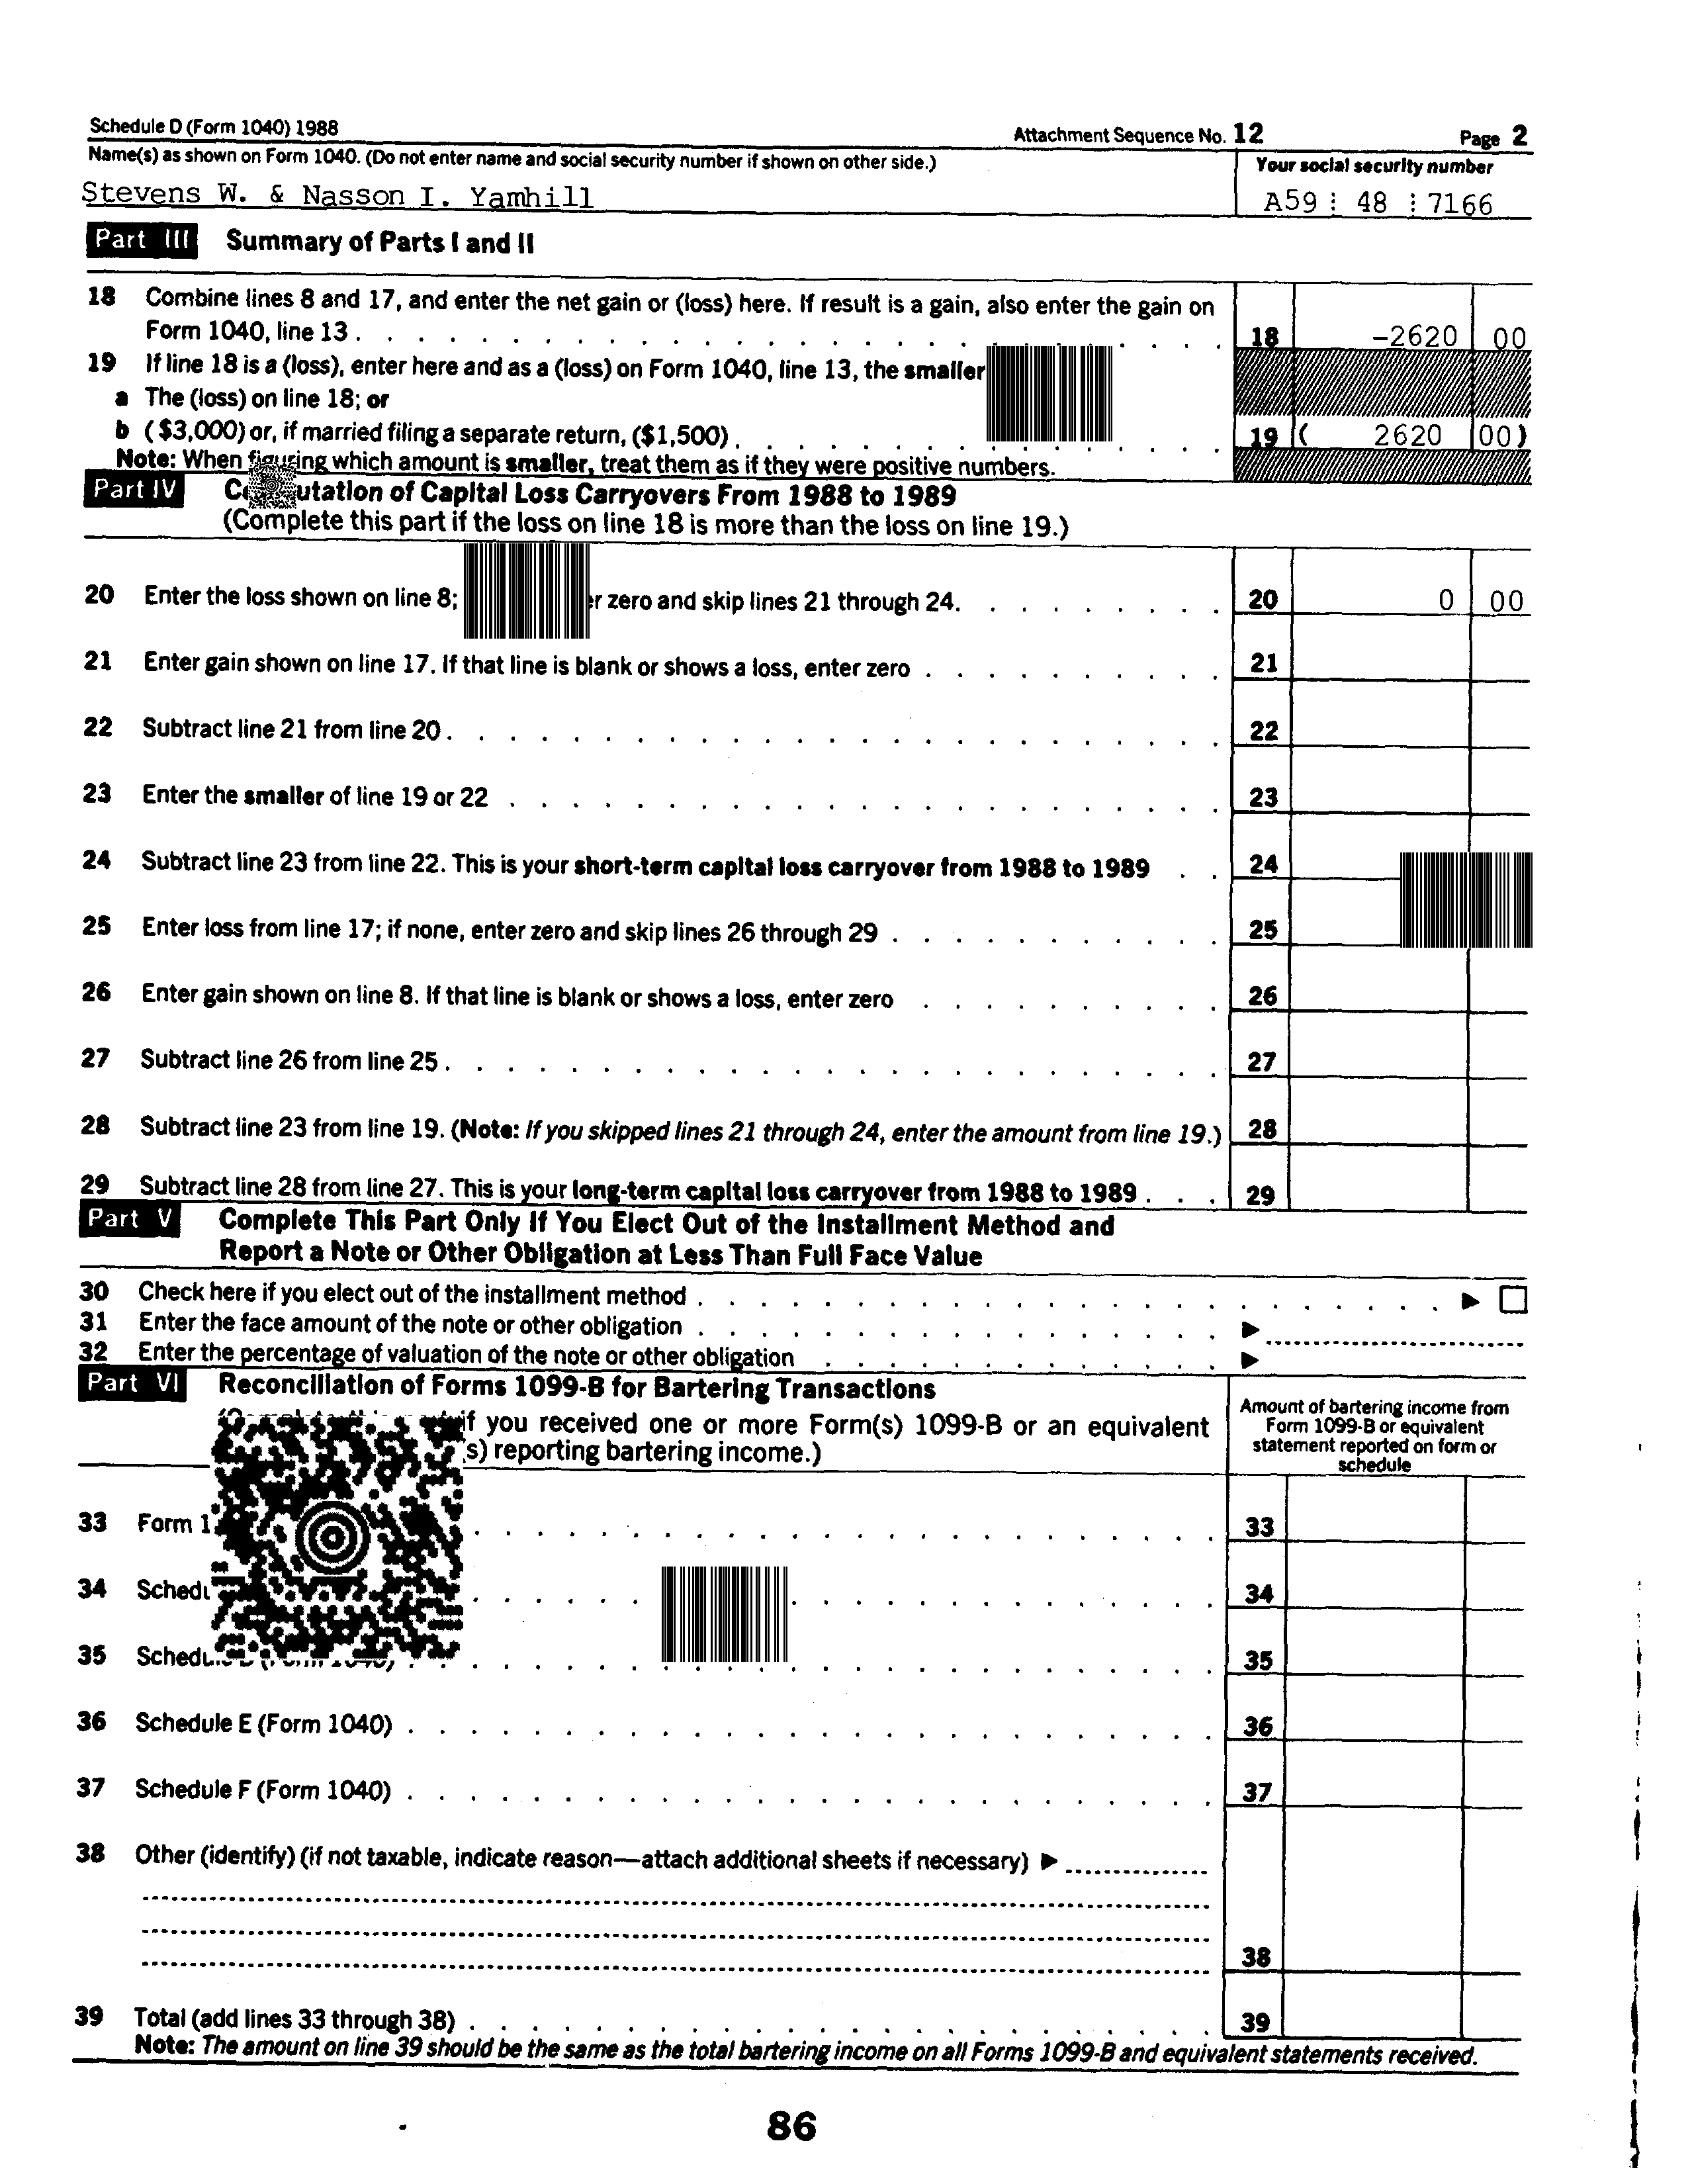 Schedule D (Form 1040) 1988 Attachment Sequence No. 12 Page 2
Name(s) as shown on Form 1040. (Do not enter name and social security number if shown on other side.) Your social security number
Stevens W. & Nasson I. Yamhill A59 48 7166
Part III Summary of Parts I and II
18 Combine lines 8 and 17, and enter the net gain or (loss) here. If result is a gain, also enter the gain on
Form 1040, line 13 . 18 -2620 00
19 If line 18 is a (loss), enter here and as a (loss) on Form 1040, line 13, the smaller
a The (loss) on line 18; or
b ($3,000) or, if married filing a separate return, ($1,500) . 19 ( 2620 00)
Note: When figuring which amount is smaller, treat them as if they were positive numbers.
Part IV of Capital Loss Carryovers From 1988 to 1989
(Complete this part if the loss on line 18 is more than the loss on line 19.)
20 Enter the loss shown on line 8; zero and skip lines 21 through 24. 20 0 00
21 Enter gain shown on line 17. If that line is blank or shows a loss, enter zero . 21
22 Subtract line 21 from line 20 . 22
23 Enter the smaller of line 19 or 22 . 23
24 Subtract line 23 from line 22. This is your short-term capital loss carryover from 1988 to 1989 . 24
25 Enter loss from line 17; if none, enter zero and skip lines 26 through 29 . 25
26 Enter gain shown on line 8. If that line is blank or shows a loss, enter zero . 26
27 Subtract line 26 from line 25 . 27
28 Subtract line 23 from line 19. (Note: If you skipped lines 21 through 24, enter the amount from line 19.) 28
29 Subtract line 28 from line 27. This is your long-term capital loss carryover from 1988 to 1989 . 29
Part V Complete This Part Only If You Elect Out of the Installment Method and
Report a Note or Other Obligation at Less Than Full Face Value
30 Check here if you elect out of the installment method . ▶
31 Enter the face amount of the note or other obligation . ▶
32 Enter the percentage of valuation of the note or other obligation . ▶
Part VI Reconciliation of Forms 1099-B for Bartering Transactions
if you received one or more Form(s) 1099-B or an equivalent
reporting bartering income.)
Amount of bartering income from
Form 1099-B or equivalent
statement reported on form or
schedule
33 Form 33
34 34
35 35
36 Schedule E (Form 1040) . 36
37 Schedule F (Form 1040) . 37
38 Other (identify) (if not taxable, indicate reason—attach additional sheets if necessary) ▶
38
39 Total (add lines 33 through 38) . 39
Note: The amount on line 39 should be the same as the total bartering income on all Forms 1099-B and equivalent statements received.
86